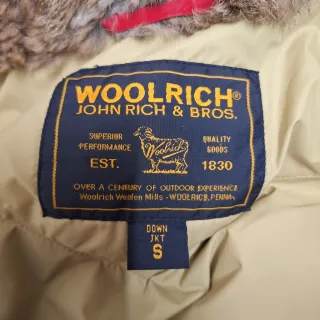 WOOLRICH®
JOHN RICH & BROS.
SUPERIOR PERFORMANCE
QUALITY GOODS
Woolrich
EST. 1830
OVER A CENTURY OF OUTDOOR EXPERIENCE
Woolrich Woolen Mills - WOOLRICH, PENNA.
DOWN
JKT
S